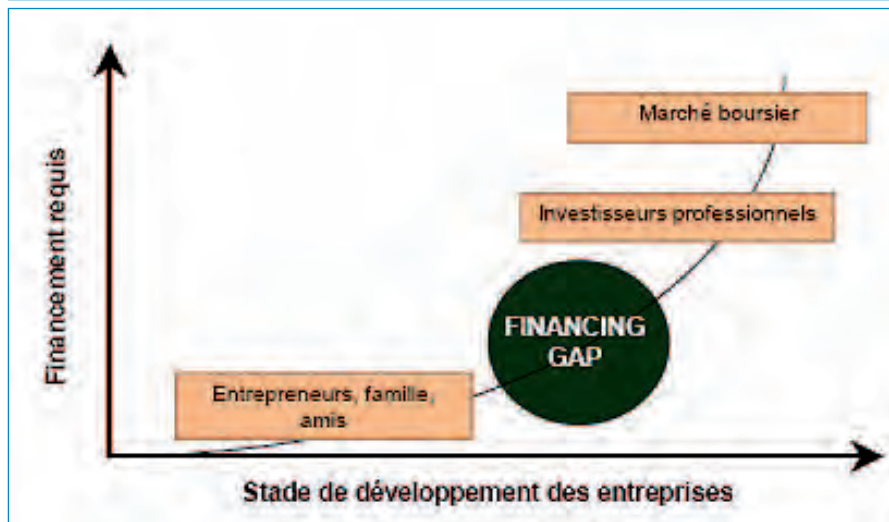 Marché boursier
Investisseurs professionnels
FINANCING
GAP
Entrepreneurs, famille,
amis
Financement requis
Stade de développement des entreprises